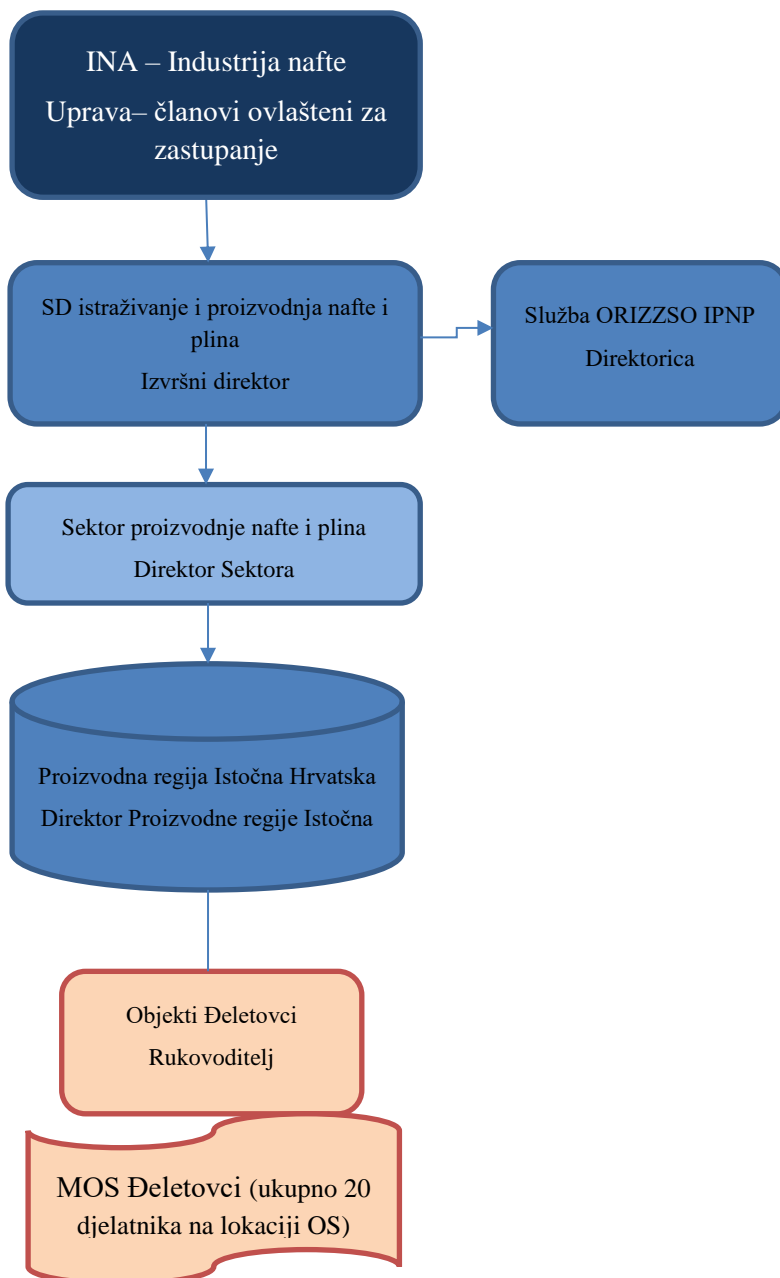 INA – Industrija nafte
Uprava– članovi ovlašteni za
zastupanje
SD istraživanje i proizvodnja nafte i
plina
Izvršni direktor
Služba ORIZZSO IPNP
Direktorica
Sektor proizvodnje nafte i plina
Direktor Sektora
Proizvodna regija Istočna Hrvatska
Direktor Proizvodne regije Istočna
Objekti Đeletovci
Rukovoditelj
MOS Đeletovci (ukupno 20
djelatnika na lokaciji OS)